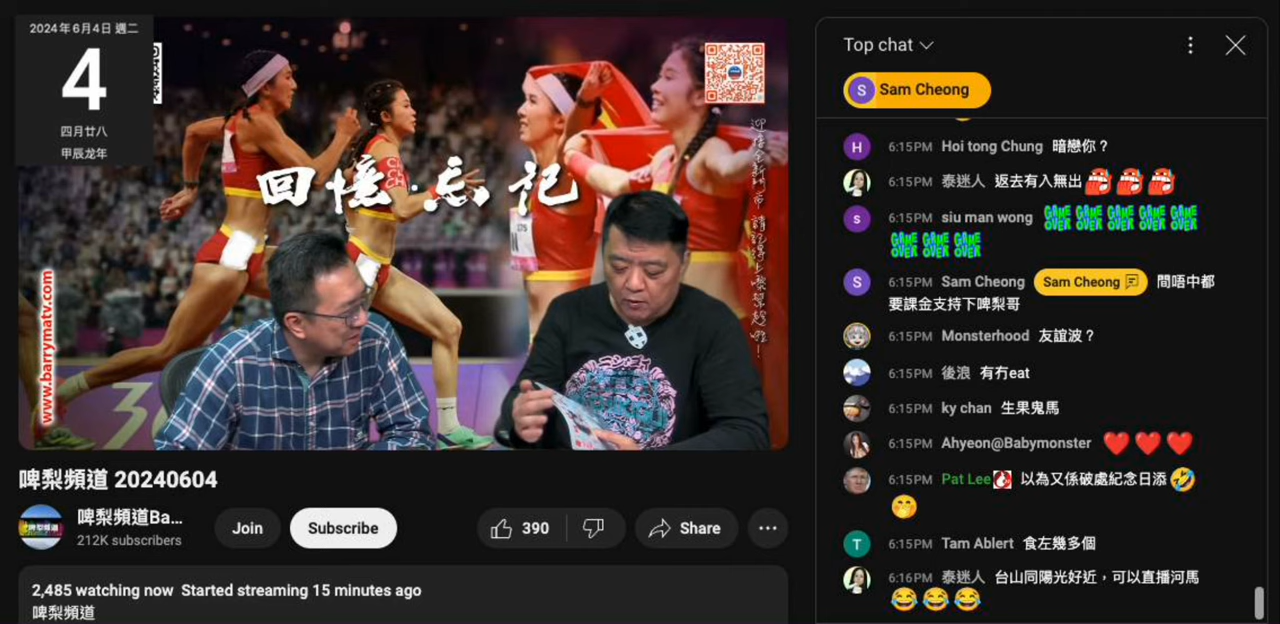 2024年6月4日 週二
4
四月廿八
甲辰龙年
回憶·忘記
www.barrymatv.com
啤梨頻道 20240604
啤梨頻道Ba...
212K subscribers
Join
Subscribe
390
Share
2,485 watching now Started streaming 15 minutes ago
啤梨頻道
Top chat
S Sam Cheong
H 6:15PM Hoi tong Chung 暗戀你？
6:15PM 泰迷人 返去有入無出
s 6:15PM siu man wong GAME OVER GAME OVER GAME OVER GAME OVER GAME OVER
GAME OVER GAME OVER GAME OVER
S 6:15PM Sam Cheong Sam Cheong 間唔中都
要課金支持下啤梨哥
6:15PM Monsterhood 友誼波？
6:15PM 後浪 有冇eat
6:15PM ky chan 生果鬼馬
6:15PM Ahyeon@Babymonster ❤️❤️❤️
6:15PM Pat Lee 以為又係破處紀念日添🤣
🤭
T 6:15PM Tam Ablert 食左幾多個
6:16PM 泰迷人 台山同陽光好近，可以直播河馬
😂😂😂